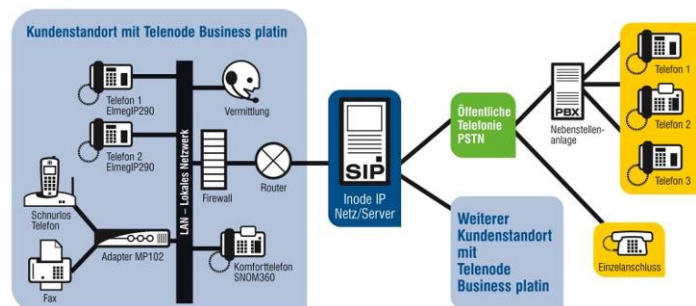 Kundenstandort mit Telenode Business platin
Telefon 1
ElmegIP290
Telefon 2
ElmegIP290
Schnurlos
Telefon
Fax
Adapter MP102
LAN – Lokales Netzwerk
Vermittlung
Firewall
Router
Komforttelefon
SNOM360
SIP
Inode IP
Netz/Server
Öffentliche
Telefonie
PSTN
Weiterer
Kundenstandort
mit
Telenode
Business platin
PBX
Nebenstellen-
anlage
Telefon 1
Telefon 2
Telefon 3
Einzelanschluss